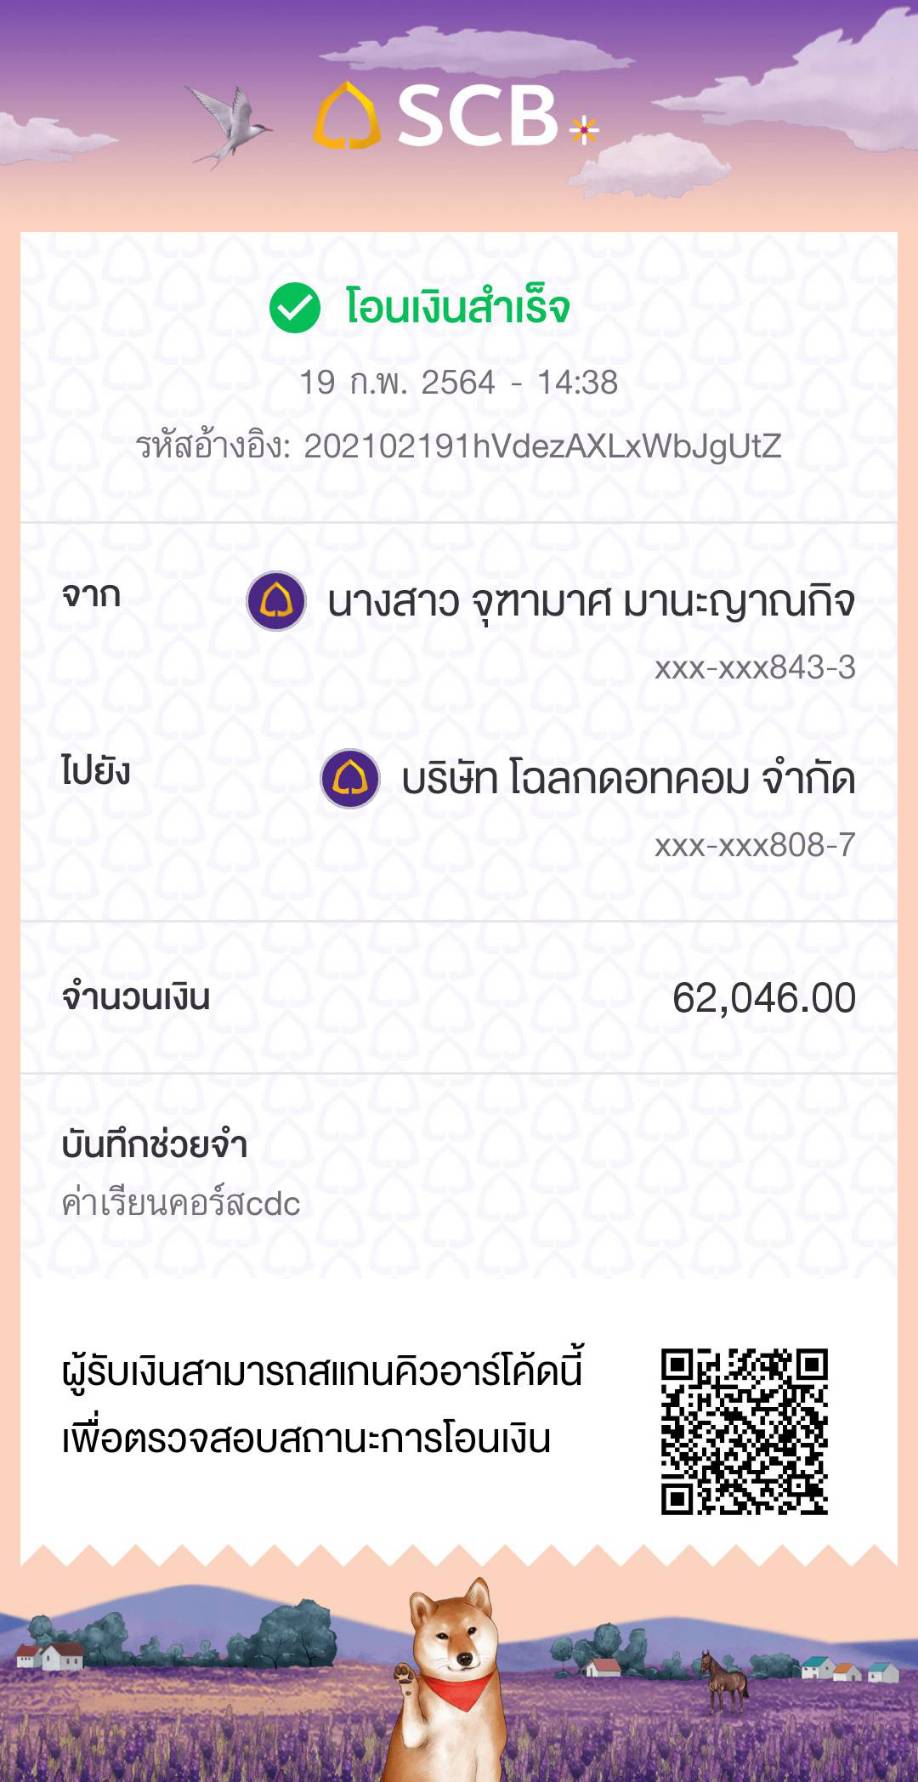 SCB
โอนเงินสำเร็จ
19 ก.พ. 2564 - 14:38
รหัสอ้างอิง: 202102191hVdezAXLxWbJgUtZ
จาก
นางสาว จุฑามาศ มานะญาณกิจ
xxx-xxx843-3
ไปยัง
บริษัท โฉลกดอทคอม จำกัด
xxx-xxx808-7
จำนวนเงิน
62,046.00
บันทึกช่วยจำ
ค่าเรียนคอร์สcdc
ผู้รับเงินสามารถสแกนคิวอาร์โค้ดนี้
เพื่อตรวจสอบสถานะการโอนเงิน